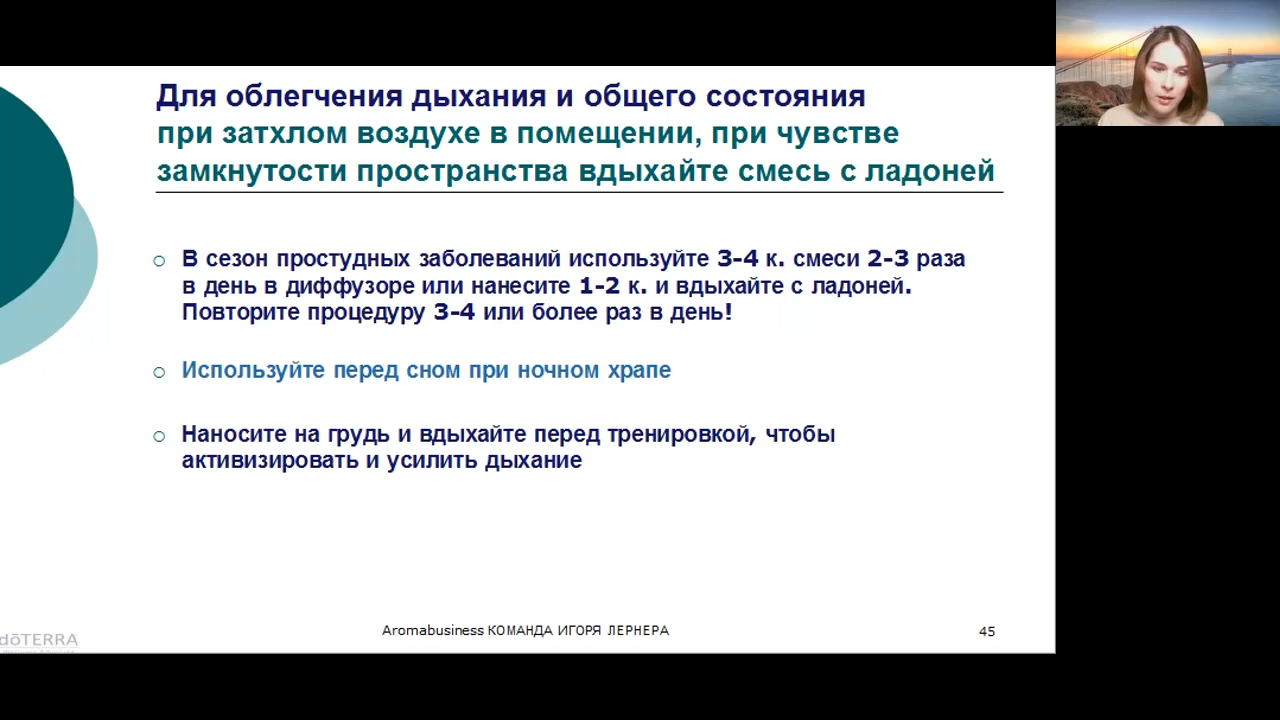 Для облегчения дыхания и общего состояния
при затхлом воздухе в помещении, при чувстве
замкнутости пространства вдыхайте смесь с ладоней
В сезон простудных заболеваний используйте 3-4 к. смеси 2-3 раза
в день в диффузоре или нанесите 1-2 к. и вдыхайте с ладоней.
Повторите процедуру 3-4 или более раз в день!
Используйте перед сном при ночном храпе
Наносите на грудь и вдыхайте перед тренировкой, чтобы
активизировать и усилить дыхание
dōTERRA
Aromabusiness КОМАНДА ИГОРЯ ЛЕРНЕРА
45